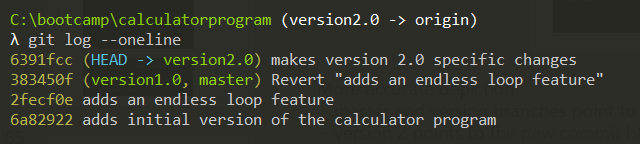 C:\bootcamp\calculatorprogram (version2.0 -> origin)
λ git log --oneline
6391fcc (HEAD -> version2.0) makes version 2.0 specific changes
383450f (version1.0, master) Revert "adds an endless loop feature"
2fecf0e adds an endless loop feature
6a82922 adds initial version of the calculator program